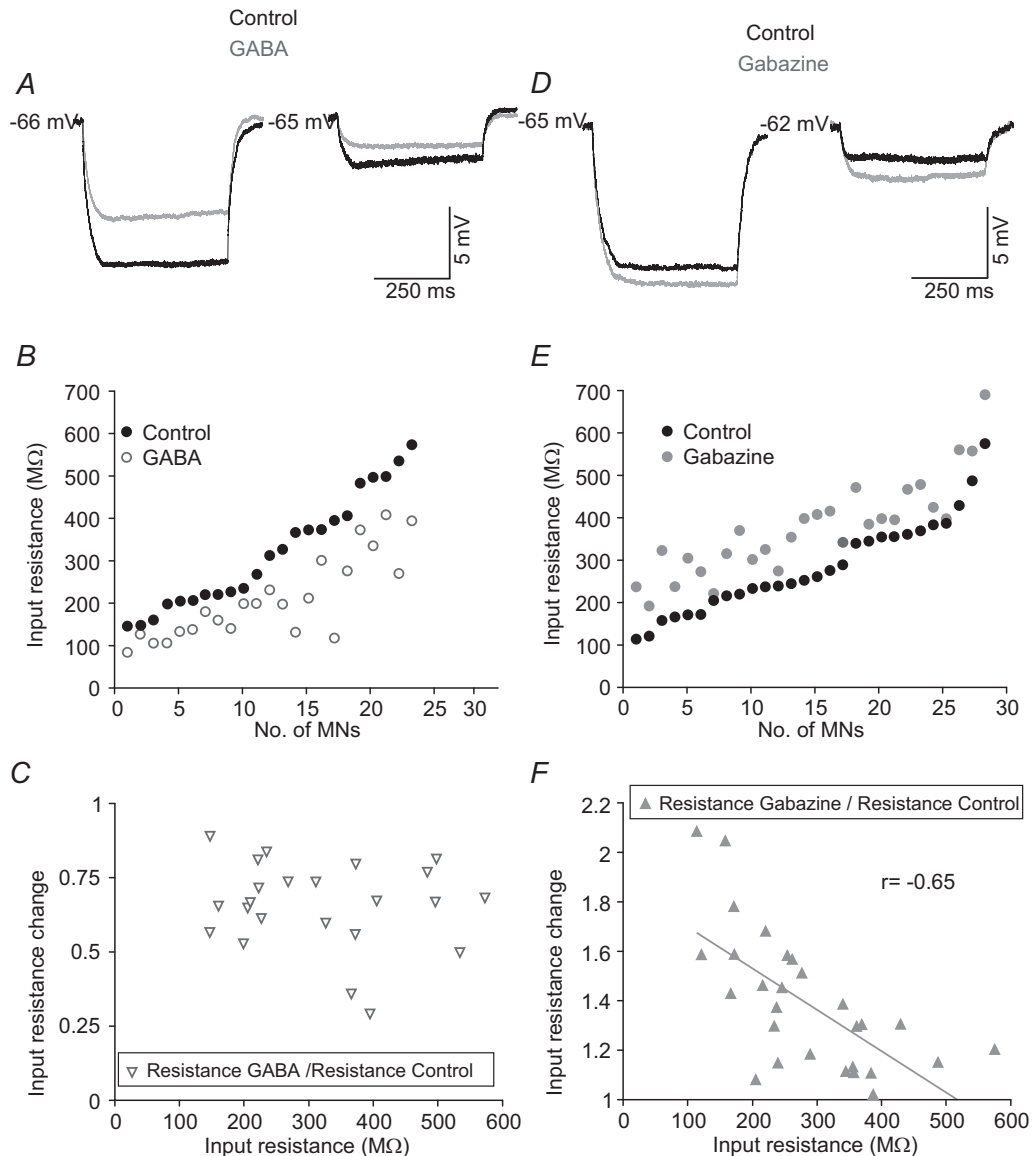 Control
GABA
A
-66 mV
-65 mV
5 mV
250 ms
Control
Gabazine
D
-65 mV
-62 mV
5 mV
250 ms
B
700
600
500
400
300
200
100
0
Input resistance (MΩ)
Control
GABA
0 5 10 15 20 25 30
No. of MNs
E
700
600
500
400
300
200
100
0
Input resistance (MΩ)
Control
Gabazine
0 5 10 15 20 25 30
No. of MNs
C
1
0.75
0.5
0.25
0
Input resistance change
Resistance GABA /Resistance Control
0 100 200 300 400 500 600
Input resistance (MΩ)
F
Resistance Gabazine / Resistance Control
2.2
2
1.8
1.6
1.4
1.2
1
Input resistance change
r= -0.65
0 100 200 300 400 500 600
Input resistance (MΩ)